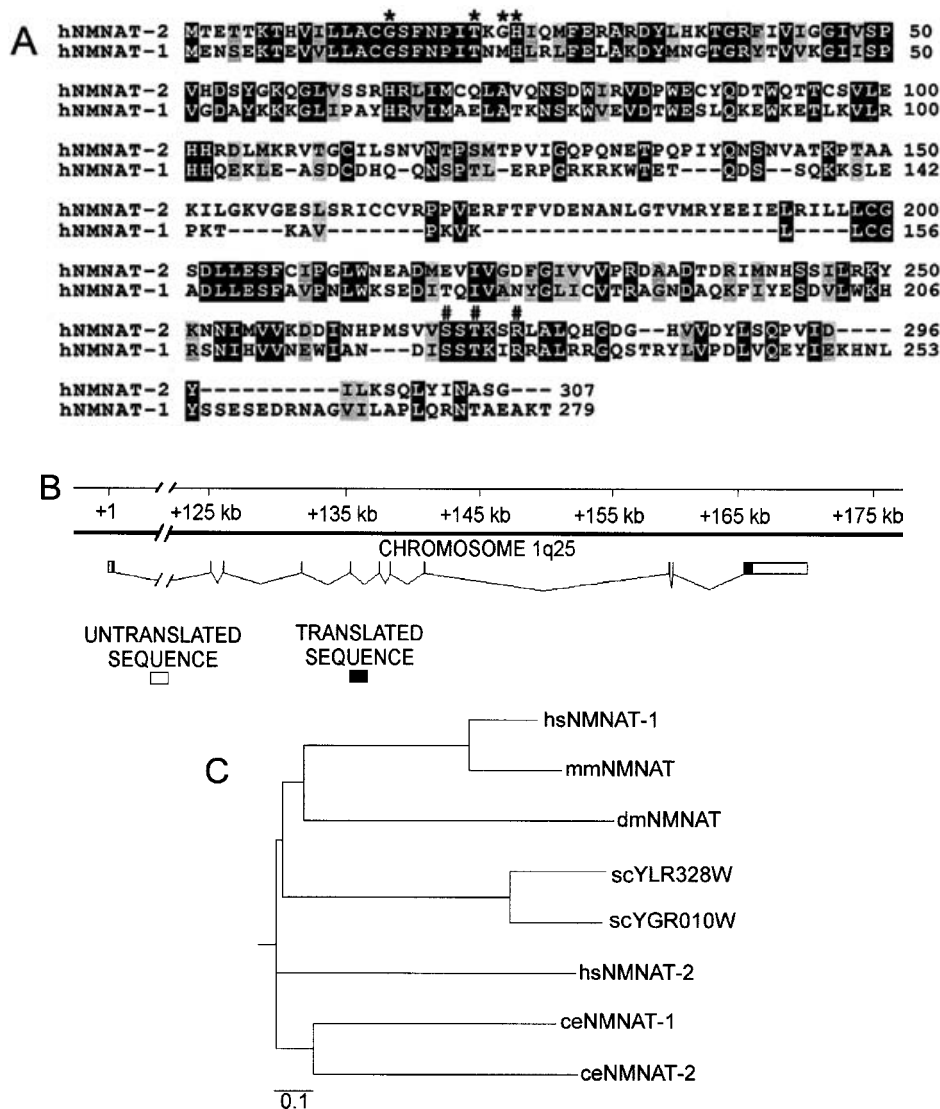 A
* * **
hNMNAT-2 MTETTKTHVILLACGSFNPITKGHIQMFERARDYLHKTGRFIVIGGIVSP 50
hNMNAT-1 MENSEKTEVVLLACGSFNPITNMHLRLFELAKDYMNGTGRYTVVKGIISP 50
hNMNAT-2 VHDSYGKQGLVSSRHRLIMCQLAVQNSDWIRVDPWECYQDTWQTTCSVLE 100
hNMNAT-1 VGDAYKKKGLIPAYHRVIMAELATKNSKWVEVDTWESLQKEWKETLKVLR 100
hNMNAT-2 HHRDLMKRVTGCILSNVNTPSMTPVIGQPQNETPQPIYQNSNVATKPTAA 150
hNMNAT-1 HHQEKLE-ASDCDHQ-QNSPTL-ERPGRKRKWTET--QDS--SQKKSLE 142
hNMNAT-2 KILGKVGESLSRICCVRPPVERFTFVDENANLGTVMRYEEIELRILLLCG 200
hNMNAT-1 PKT----KAV------PKVK------------------L---LCG 156
hNMNAT-2 SDLLESFCIPGLWNEADMEVIVGDFGIVVVPRDAADTDRIMNHSSILRKY 250
hNMNAT-1 ADLLESFAVPNLWKSEDITQIVANYGLICVTRAGNDAQKFIYESDVLWKH 206
# # #
hNMNAT-2 KNNIMVVKDDINHPMSVVSSTKSRLALQHGDG--HVVDYLSQPVID---- 296
hNMNAT-1 RSNIHVVNEWIAN---DISSTKIRRALRRGQSTRYLVPDLVQEYIEKHNL 253
hNMNAT-2 Y----------ILKSQLYINASG--- 307
hNMNAT-1 YSSESEDRNAGVILAPLQRNTAEAKT 279
B
+1 +125 kb +135 kb +145 kb +155 kb +165 kb +175 kb
CHROMOSOME 1q25
UNTRANSLATED TRANSLATED
SEQUENCE SEQUENCE
C
hsNMNAT-1
mmNMNAT
dmNMNAT
scYLR328W
scYGR010W
hsNMNAT-2
ceNMNAT-1
ceNMNAT-2
0.1